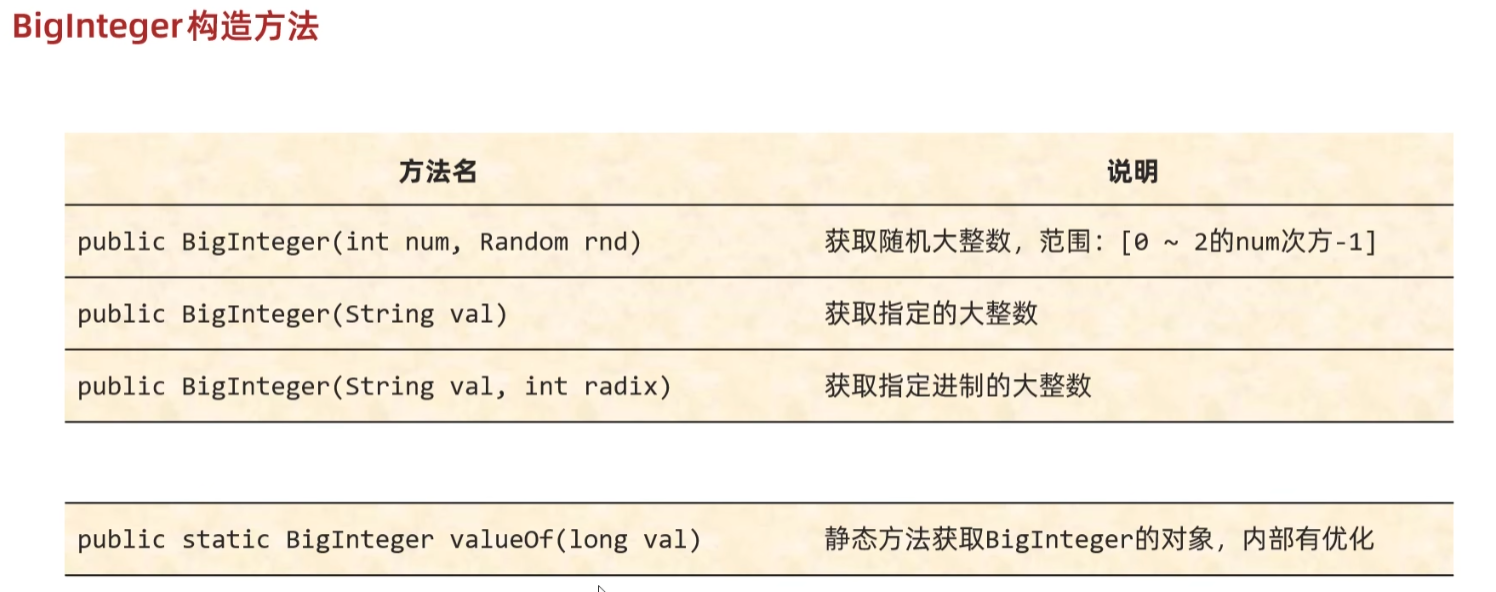 BigInteger构造方法
方法名 说明
public BigInteger(int num, Random rnd) 获取随机大整数，范围：[0 ~ 2的num次方-1]
public BigInteger(String val) 获取指定的大整数
public BigInteger(String val, int radix) 获取指定进制的大整数
public static BigInteger valueOf(long val) 静态方法获取BigInteger的对象，内部有优化